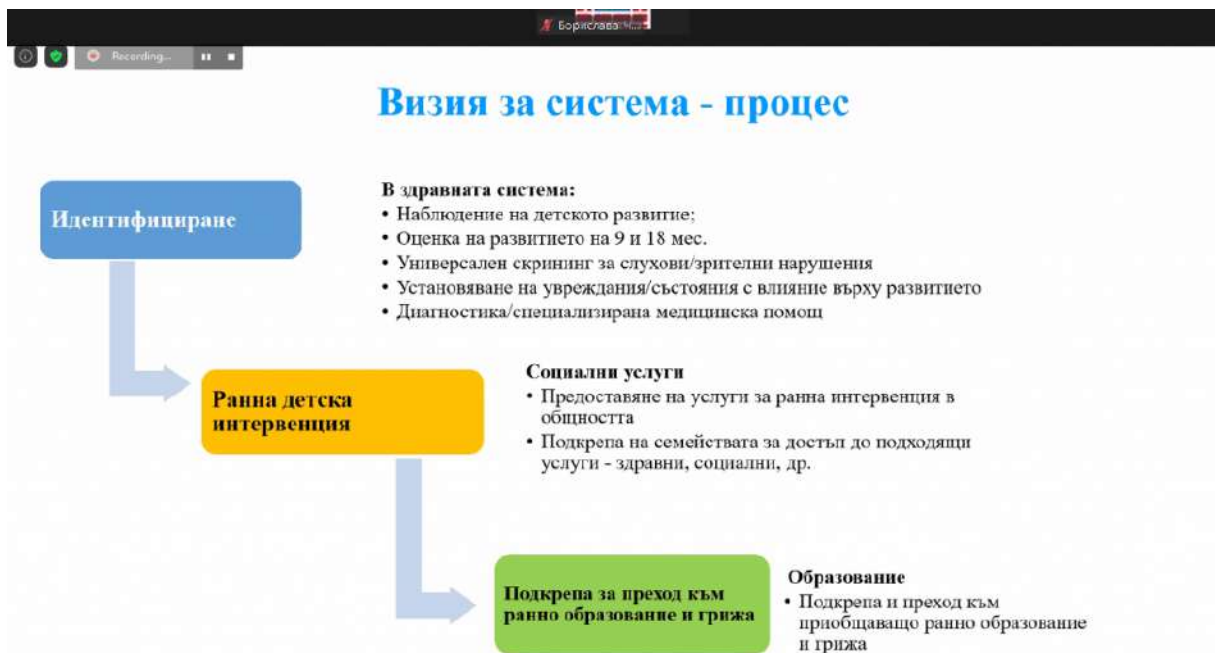 Борислава
Recording...
Визия за система - процес
Идентифициране
В здравната система:
• Наблюдение на детското развитие;
• Оценка на развитието на 9 и 18 мес.
• Универсален скрининг за слухови/зрителни нарушения
• Установяване на увреждания/състояния с влияние върху развитието
• Диагностика/специализирана медицинска помощ
Ранна детска
интервенция
Социални услуги
• Предоставяне на услуги за ранна интервенция в
общността
• Подкрепа на семействата за достъп до подходящи
услуги - здравни, социални, др.
Подкрепа за преход към
ранно образование и грижа
Образование
• Подкрепа и преход към
приобщаващо ранно образование
и грижа